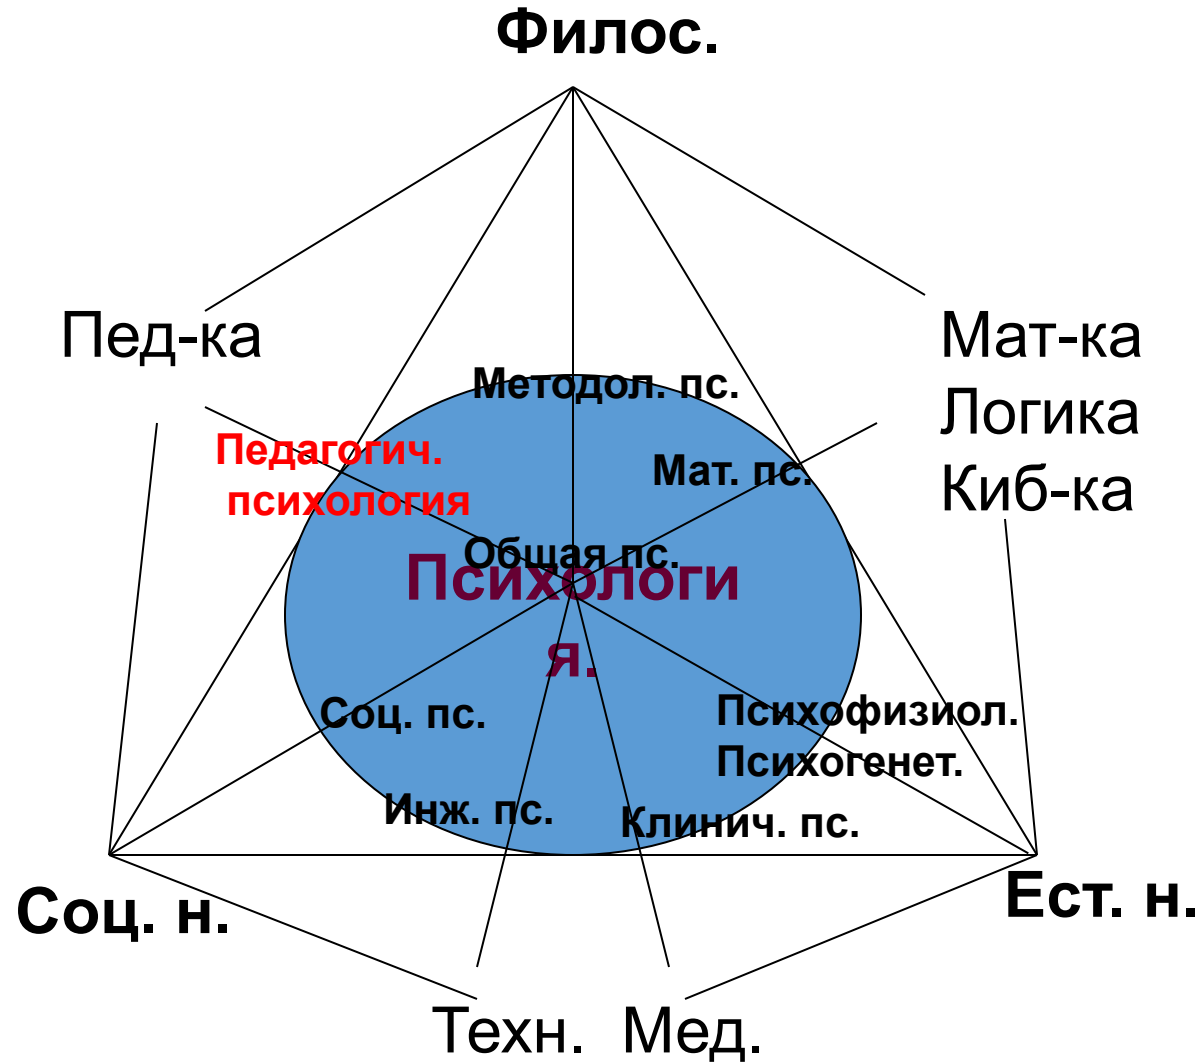 Филос.
Пед-ка
Мат-ка
Логика
Киб-ка
Методол. пс.
Педагогич.
психология
Мат. пс.
Общая пс.
Психологи
я.
Соц. пс.
Психофизиол.
Психогенет.
Инж. пс.
Клинич. пс.
Соц. н.
Ест. н.
Техн.
Мед.